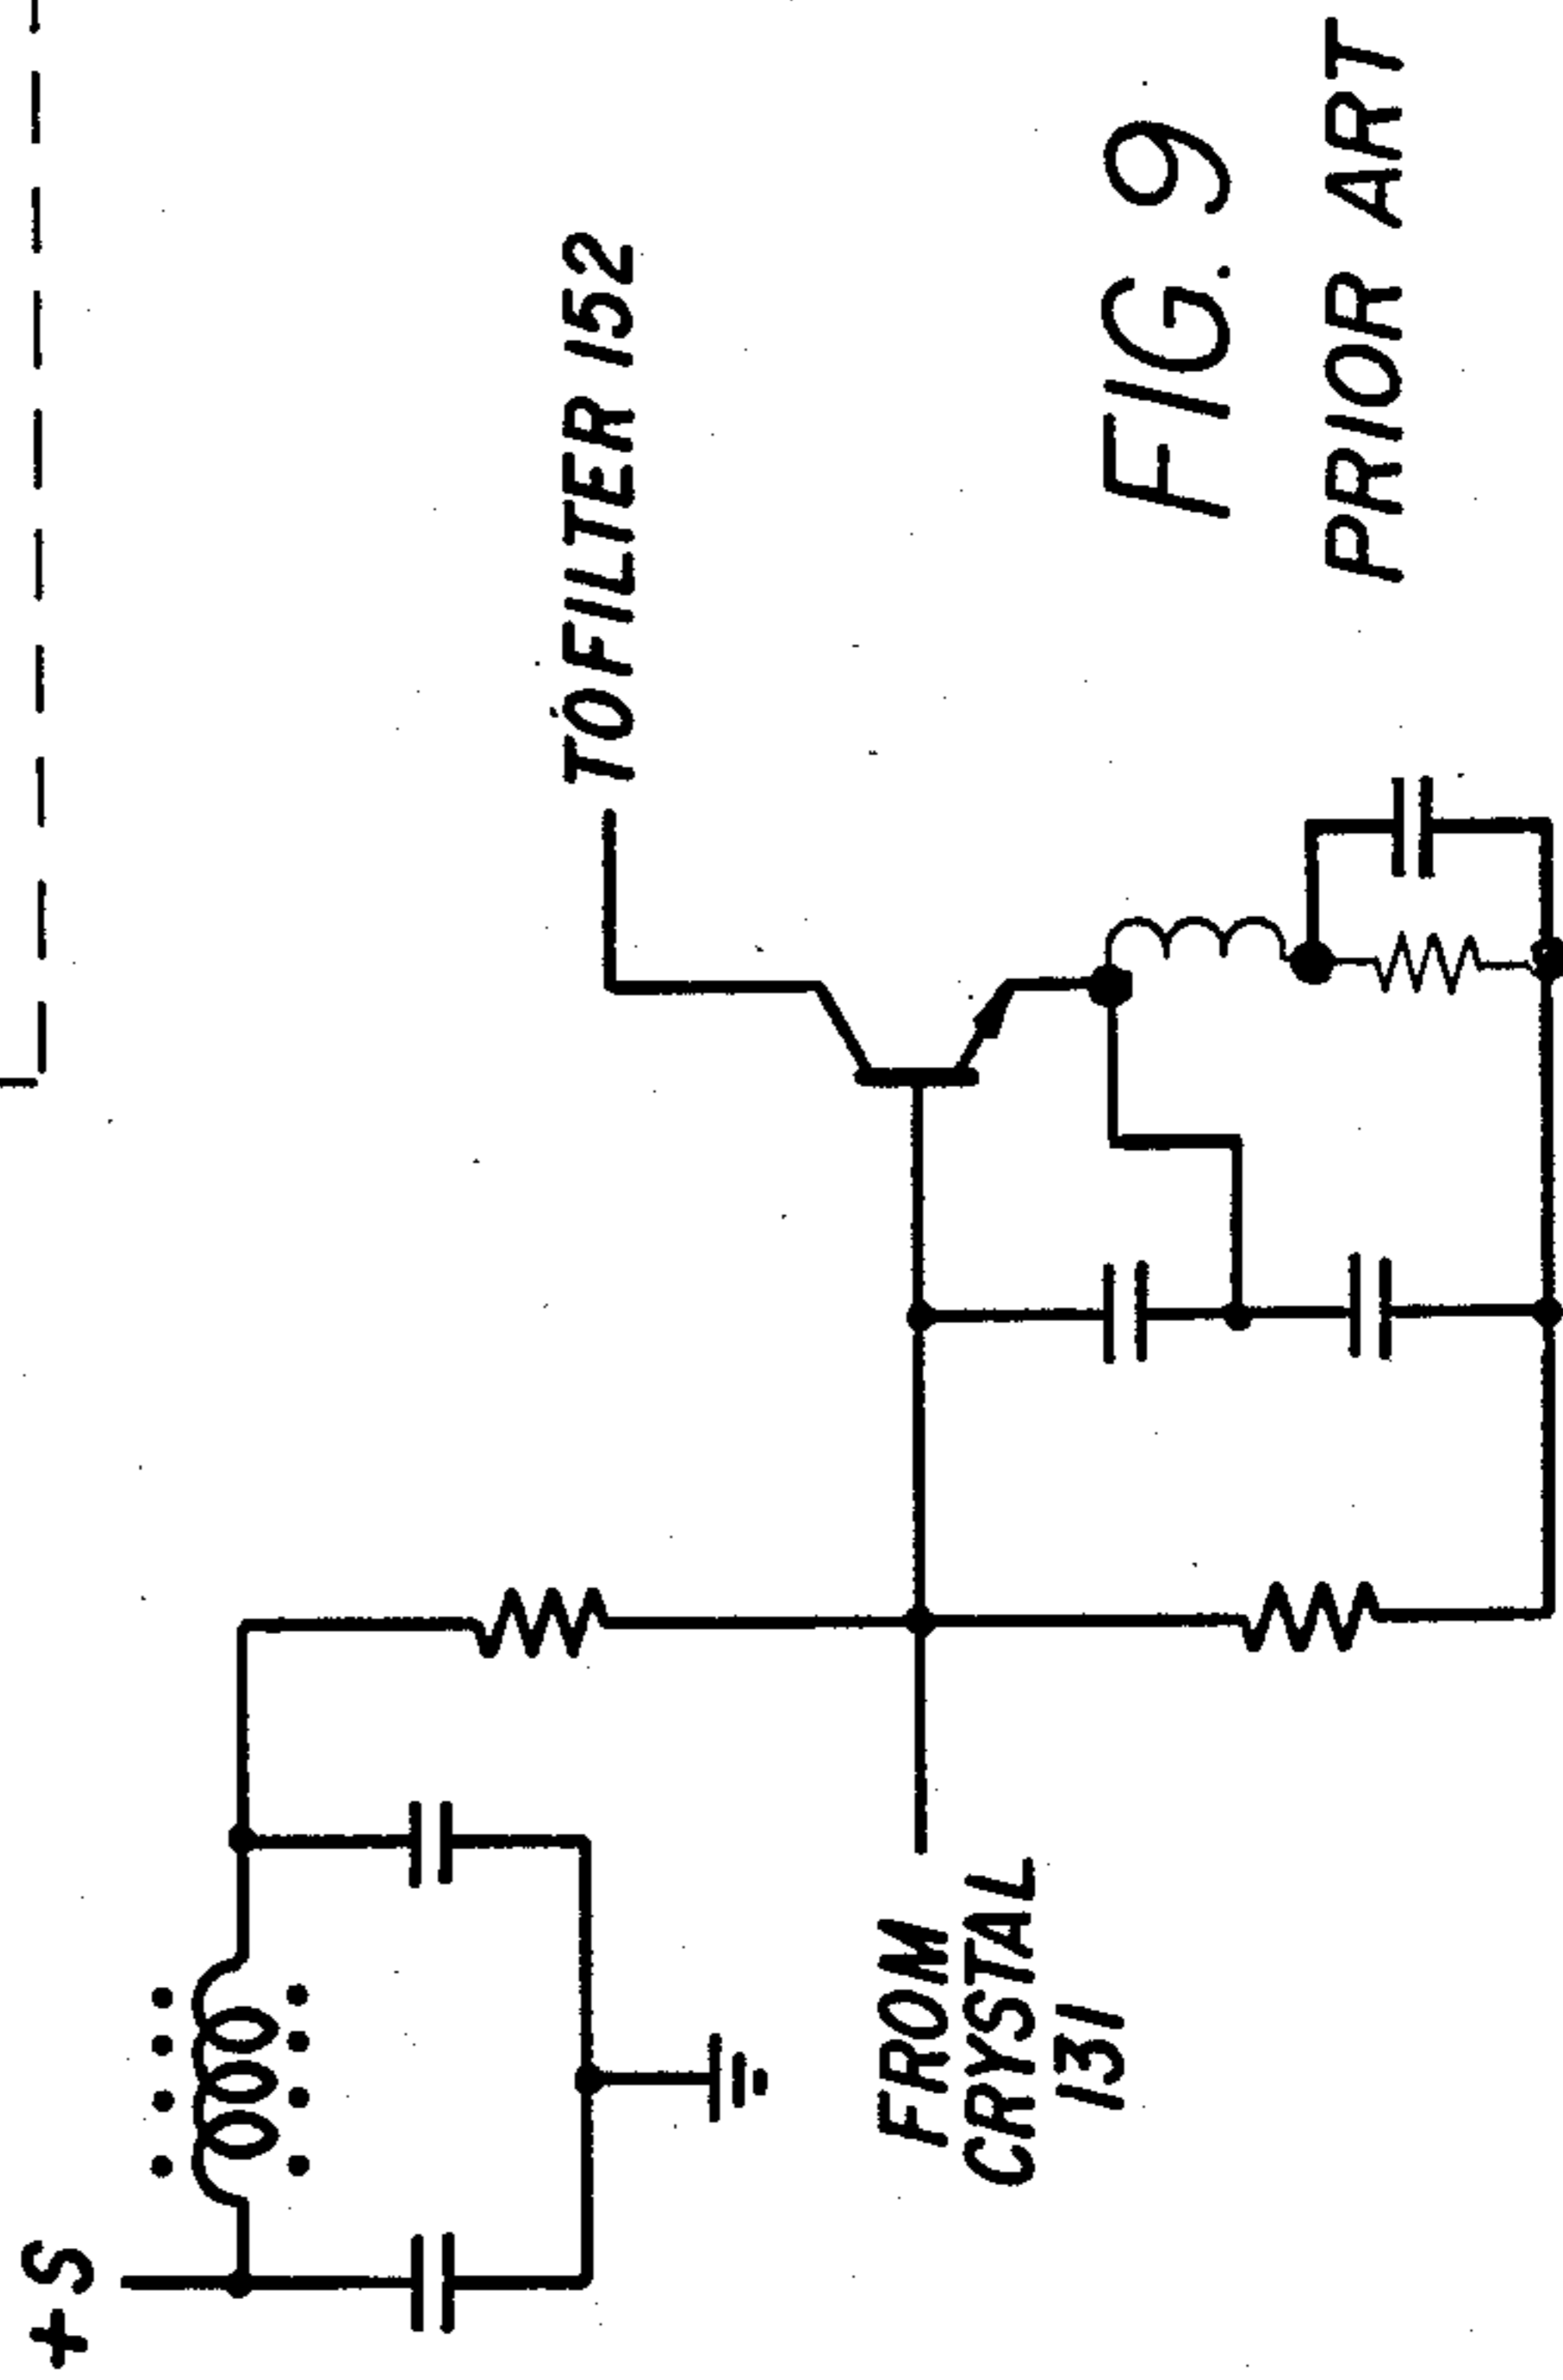 +S
TO FILTER 152
FROM
CRYSTAL
131
FIG. 9
PRIOR ART